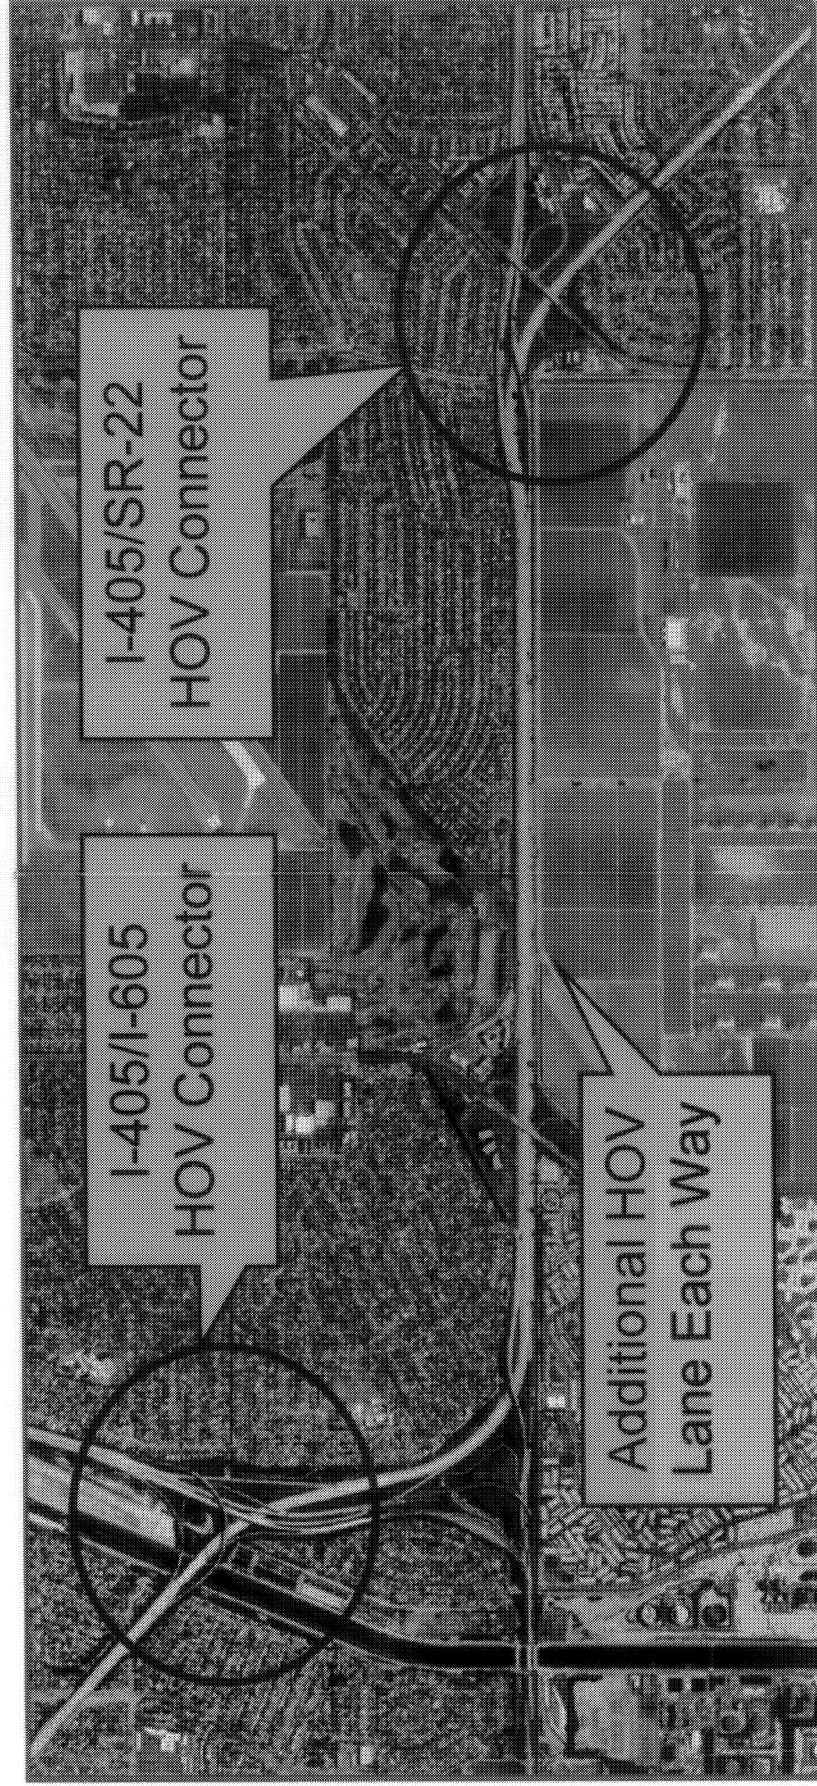 I-405/I-605
HOV Connector
I-405/SR-22
HOV Connector
Additional HOV
Lane Each Way